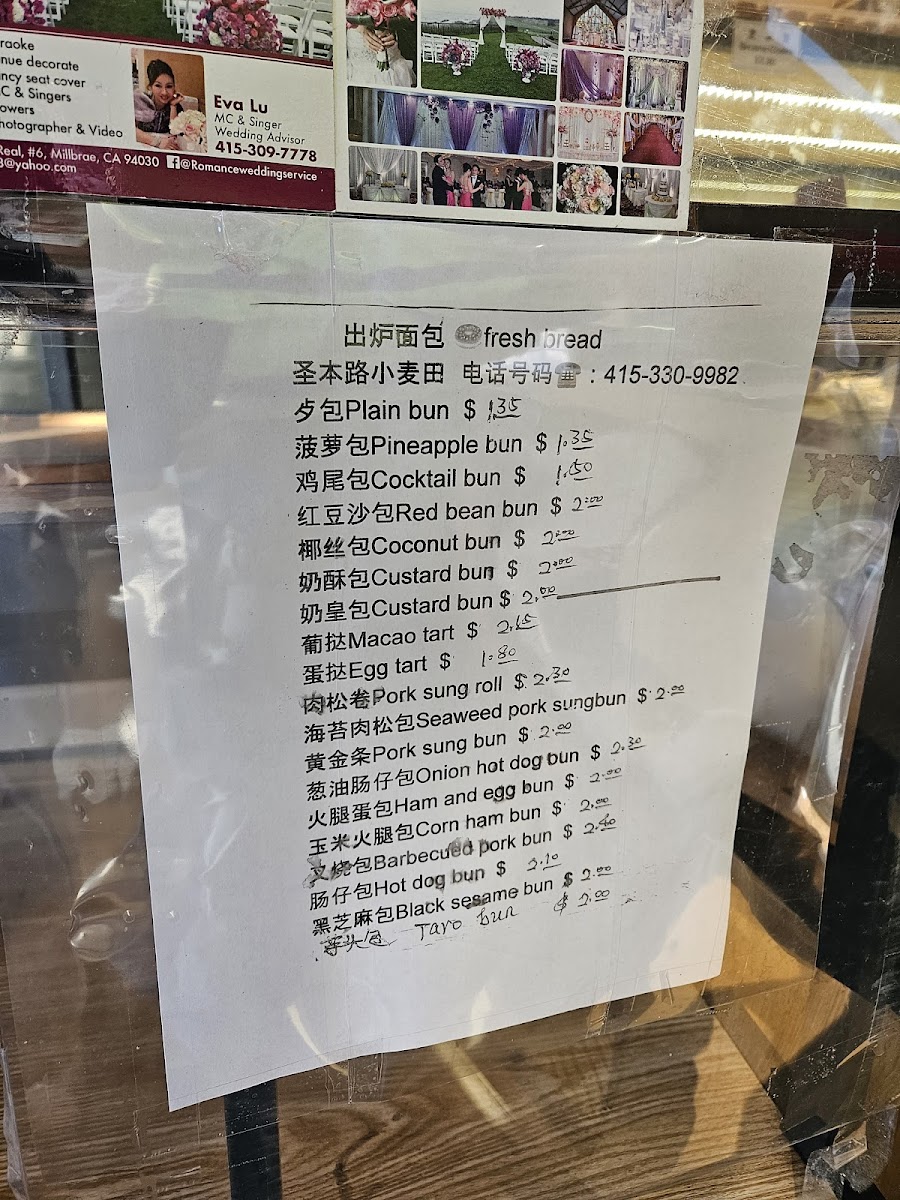 raoke
nue decorate
ncy seat cover
C & Singers
owers
hotographer & Video
Eva Lu
MC & Singer
Wedding Advisor
415-309-7778
Real, #6, Millbrae, CA 94030
@Romanceweddingservice
@yahoo.com
出炉面包 fresh bread
圣本路小麦田 电话号码☎ : 415-330-9982
歺包Plain bun $ 1.35
菠萝包Pineapple bun $ 1.35
鸡尾包Cocktail bun $ 1.50
红豆沙包Red bean bun $ 2.00
椰丝包Coconut bun $ 2.00
奶酥包Custard bun $ 2.00
奶皇包Custard bun $ 2.00
葡挞Macao tart $ 2.15
蛋挞Egg tart $ 1.80
肉松卷Pork sung roll $ 2.30
海苔肉松包Seaweed pork sungbun $ 2.00
黄金条Pork sung bun $ 2.00
葱油肠仔包Onion hot dog bun $ 2.30
火腿蛋包Ham and egg bun $ 2.00
玉米火腿包Corn ham bun $ 2.00
叉烧包Barbecued pork bun $ 2.40
肠仔包Hot dog bun $ 2.10
黑芝麻包Black sesame bun $ 2.00
芋头包 Taro bun $ 2.00